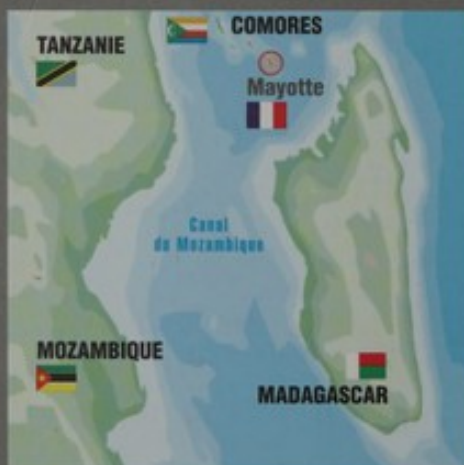 COMORES
TANZANIE
Mayotte
Canal
du Mozambique
MOZAMBIQUE
MADAGASCAR